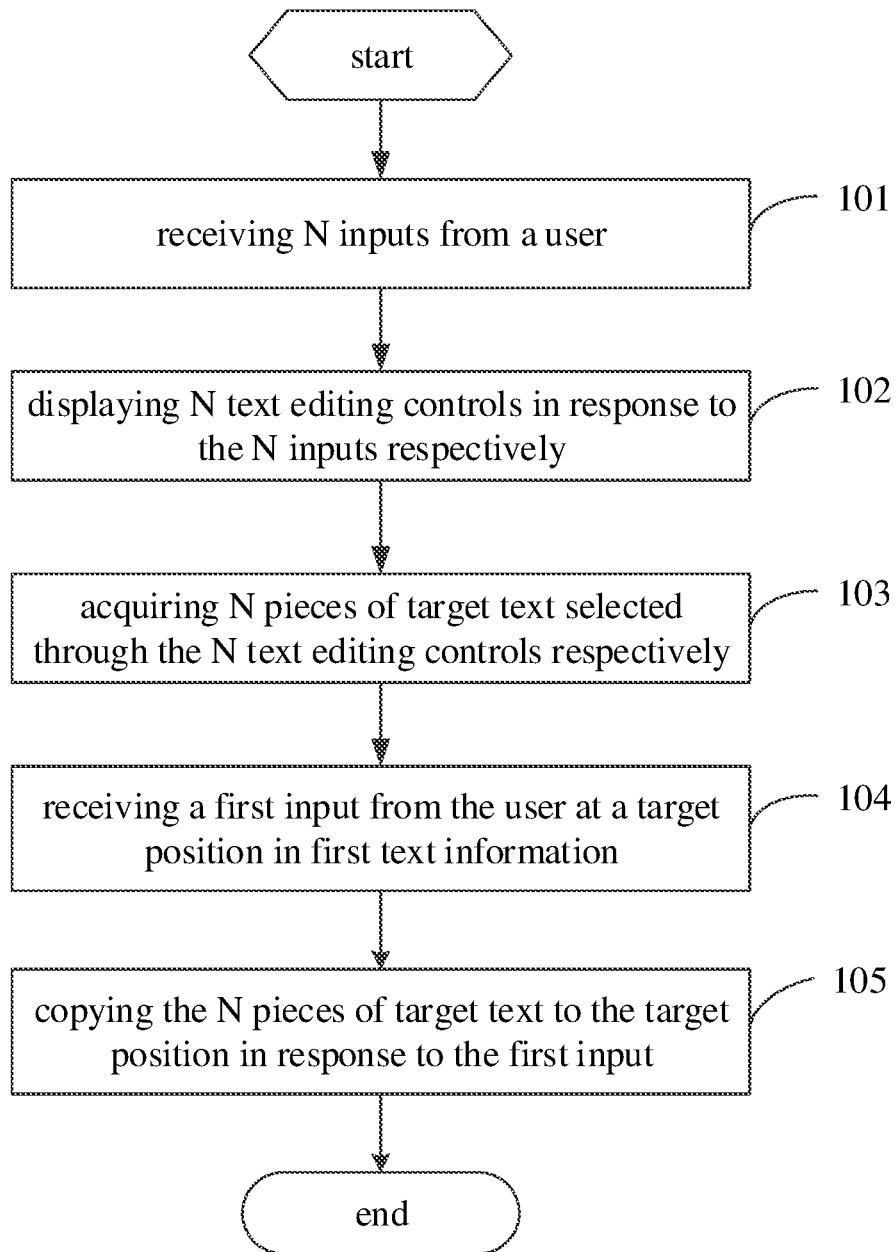 start
receiving N inputs from a user
101
displaying N text editing controls in response to
the N inputs respectively
102
acquiring N pieces of target text selected
through the N text editing controls respectively
103
receiving a first input from the user at a target
position in first text information
104
copying the N pieces of target text to the target
position in response to the first input
105
end